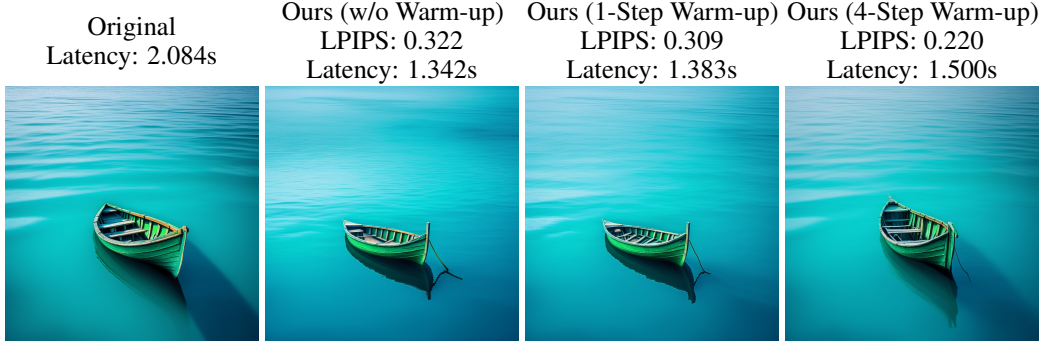 Original
Latency: 2.084s
Ours (w/o Warm-up)
LPIPS: 0.322
Latency: 1.342s
Ours (1-Step Warm-up)
LPIPS: 0.309
Latency: 1.383s
Ours (4-Step Warm-up)
LPIPS: 0.220
Latency: 1.500s